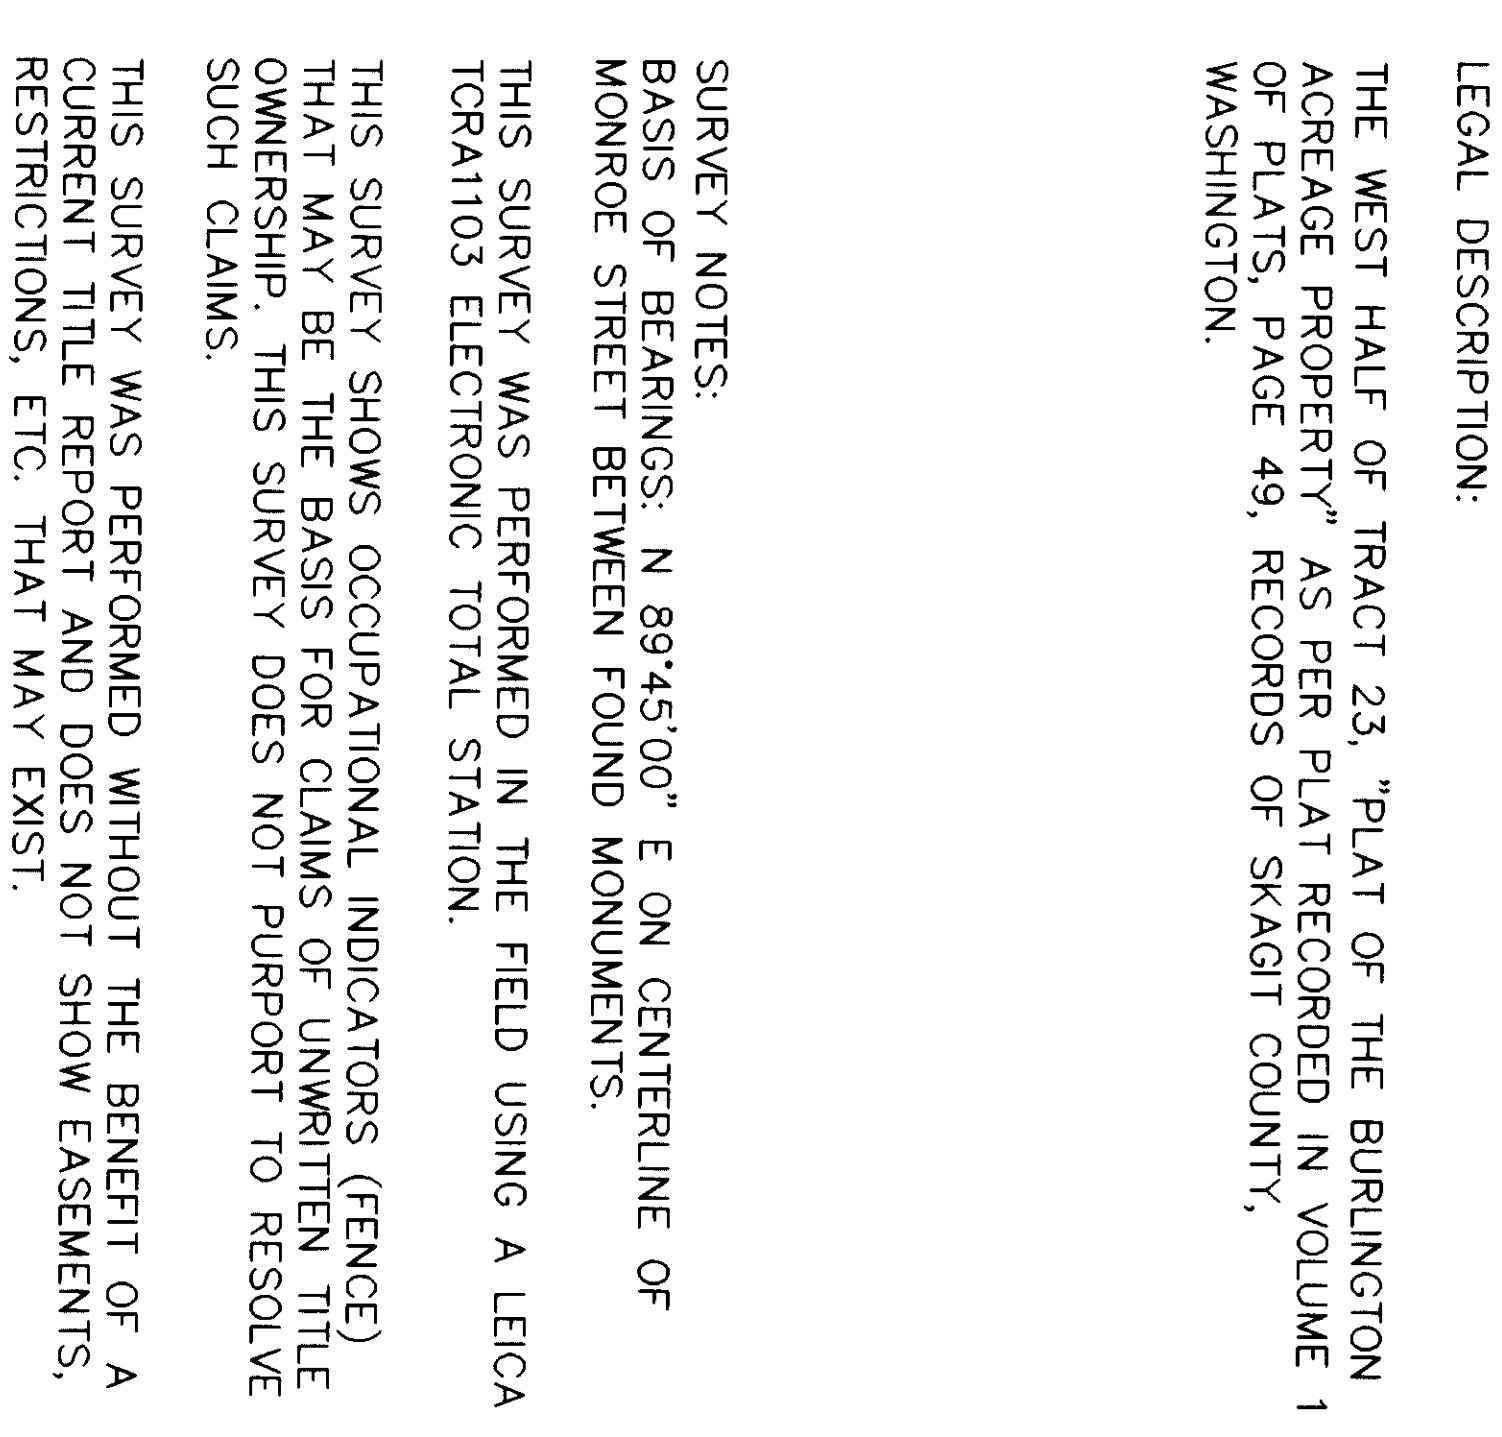 LEGAL DESCRIPTION:
THE WEST HALF OF TRACT 23, "PLAT OF THE BURLINGTON
ACREAGE PROPERTY" AS PER PLAT RECORDED IN VOLUME 1
OF PLATS, PAGE 49, RECORDS OF SKAGIT COUNTY,
WASHINGTON.
SURVEY NOTES:
BASIS OF BEARINGS: N 89°45'00" E ON CENTERLINE OF
MONROE STREET BETWEEN FOUND MONUMENTS.
THIS SURVEY WAS PERFORMED IN THE FIELD USING A LEICA
TCRA1103 ELECTRONIC TOTAL STATION.
THIS SURVEY SHOWS OCCUPATIONAL INDICATORS (FENCE)
THAT MAY BE THE BASIS FOR CLAIMS OF UNWRITTEN TITLE
OWNERSHIP. THIS SURVEY DOES NOT PURPORT TO RESOLVE
SUCH CLAIMS.
THIS SURVEY WAS PERFORMED WITHOUT THE BENEFIT OF A
CURRENT TITLE REPORT AND DOES NOT SHOW EASEMENTS,
RESTRICTIONS, ETC. THAT MAY EXIST.